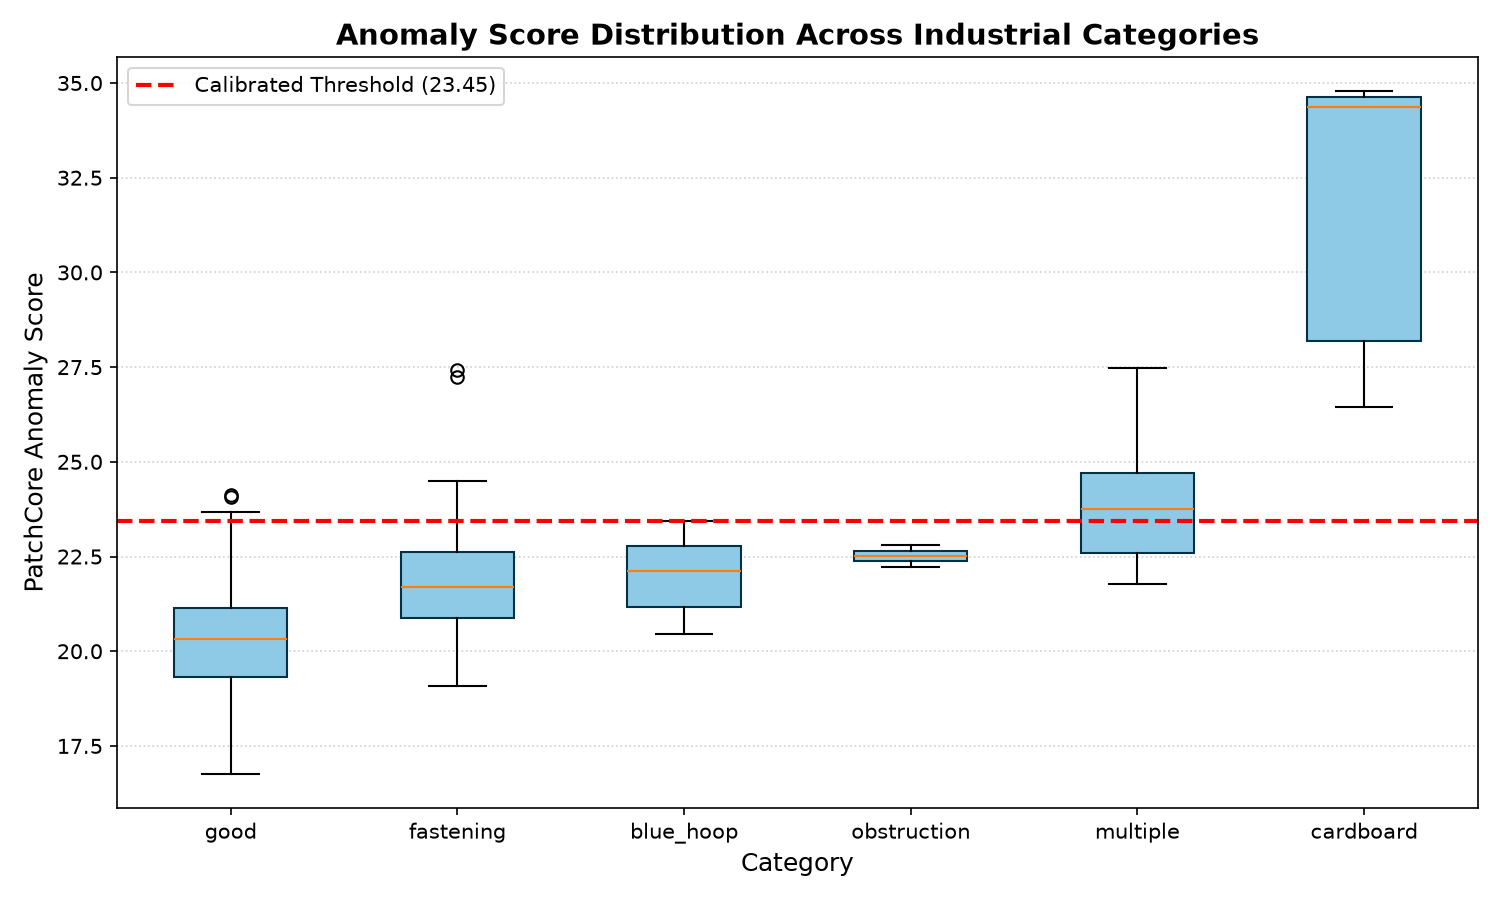 Anomaly Score Distribution Across Industrial Categories
Calibrated Threshold (23.45)
PatchCore Anomaly Score
35.0
32.5
30.0
27.5
25.0
22.5
20.0
17.5
good fastening blue_hoop obstruction multiple cardboard
Category